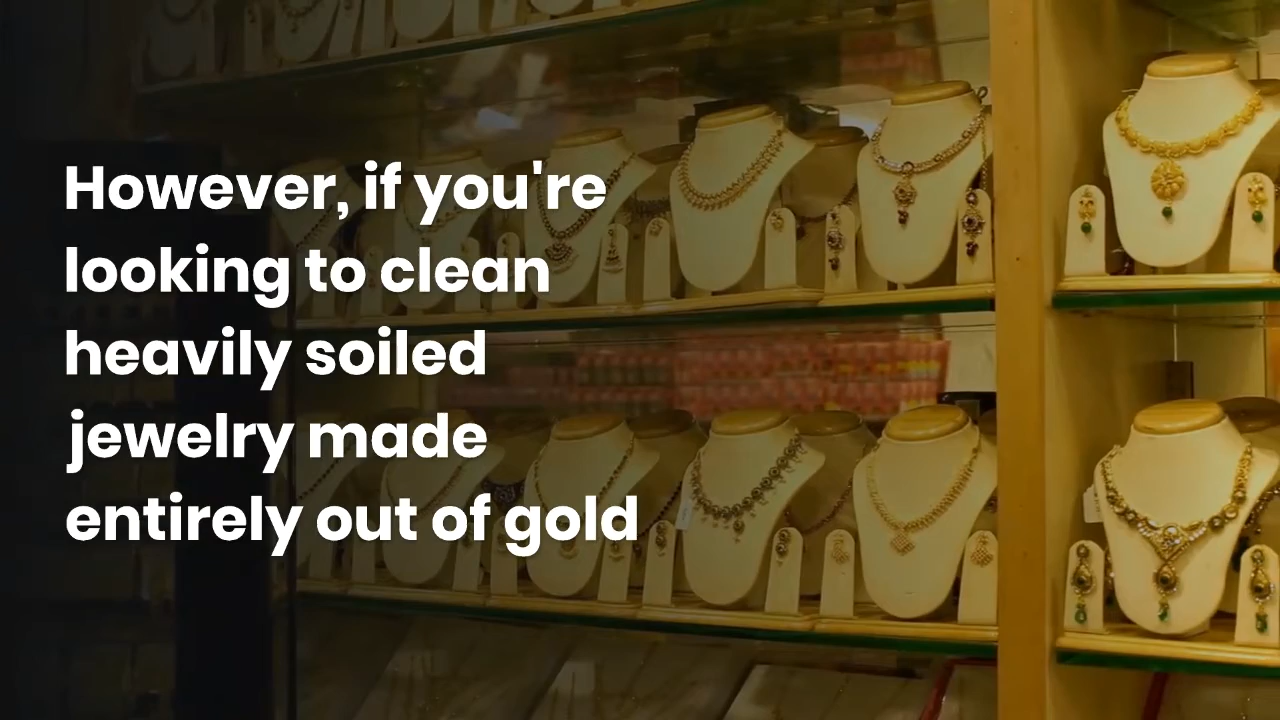 However, if you're
looking to clean
heavily soiled
jewelry made
entirely out of gold